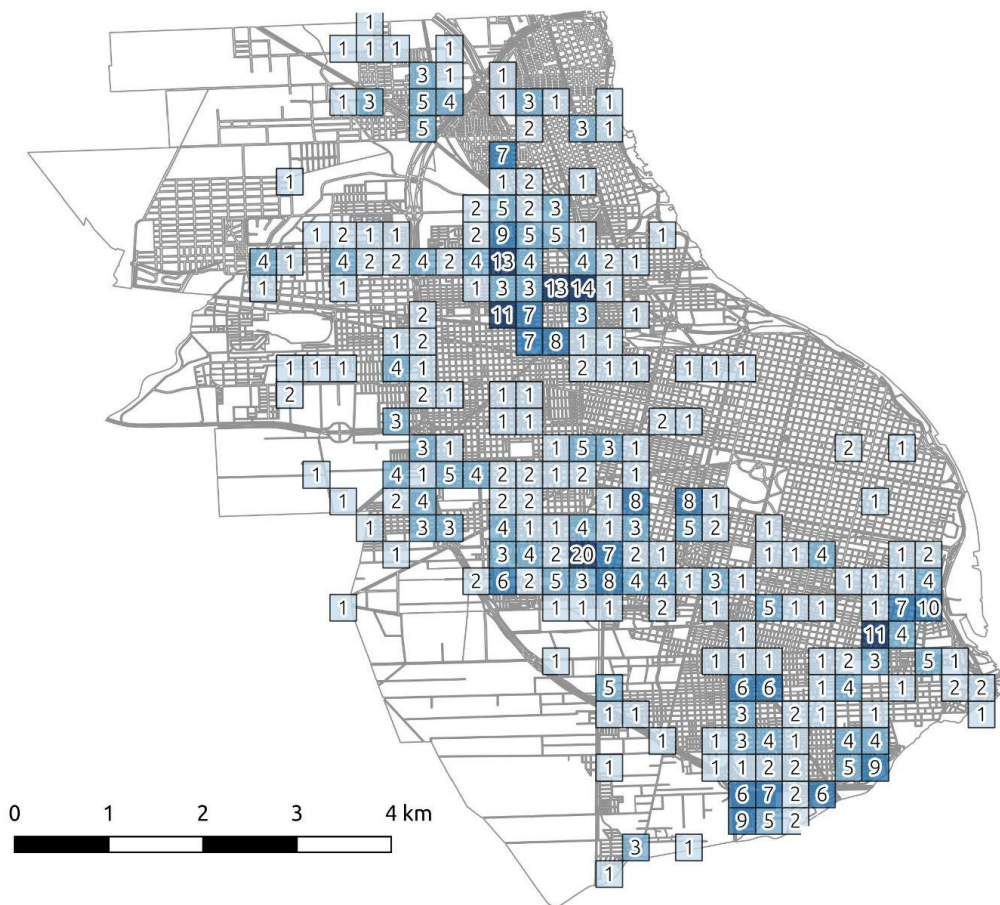 1
1 1 1 1
3 1 1
1 3 5 4 1 3 1 1
5 2 3 1
7
1 1 2 1
2 5 2 3
1 2 1 1 2 9 5 5 1 1
4 1 4 2 2 4 2 4 13 4 4 2 1
1 1 1 3 3 13 14 1
2 11 7 3 1
1 2 7 8 1 1
1 1 1 4 1 2 1 1 1 1 1
2 2 1 1 1
3 1 1 2 1
3 1 1 5 3 1 2 1
1 4 1 5 4 2 2 1 2 1
1 2 4 2 2 1 8 8 1 1
1 3 3 4 1 1 4 1 3 5 2 1
1 3 4 2 20 7 2 1 1 1 4 1 2
2 6 2 5 3 8 4 4 1 3 1 1 1 1 4
1 1 1 1 2 1 5 1 1 1 7 10
1 11 4
1 1 1 1 1 2 3 5 1
5 6 6 1 4 1 2 2
1 1 3 2 1 1 1
1 1 3 4 1 4 4
1 1 1 2 2 5 9
6 7 2 6
0 1 2 3 4 km
9 5 2
3 1
1